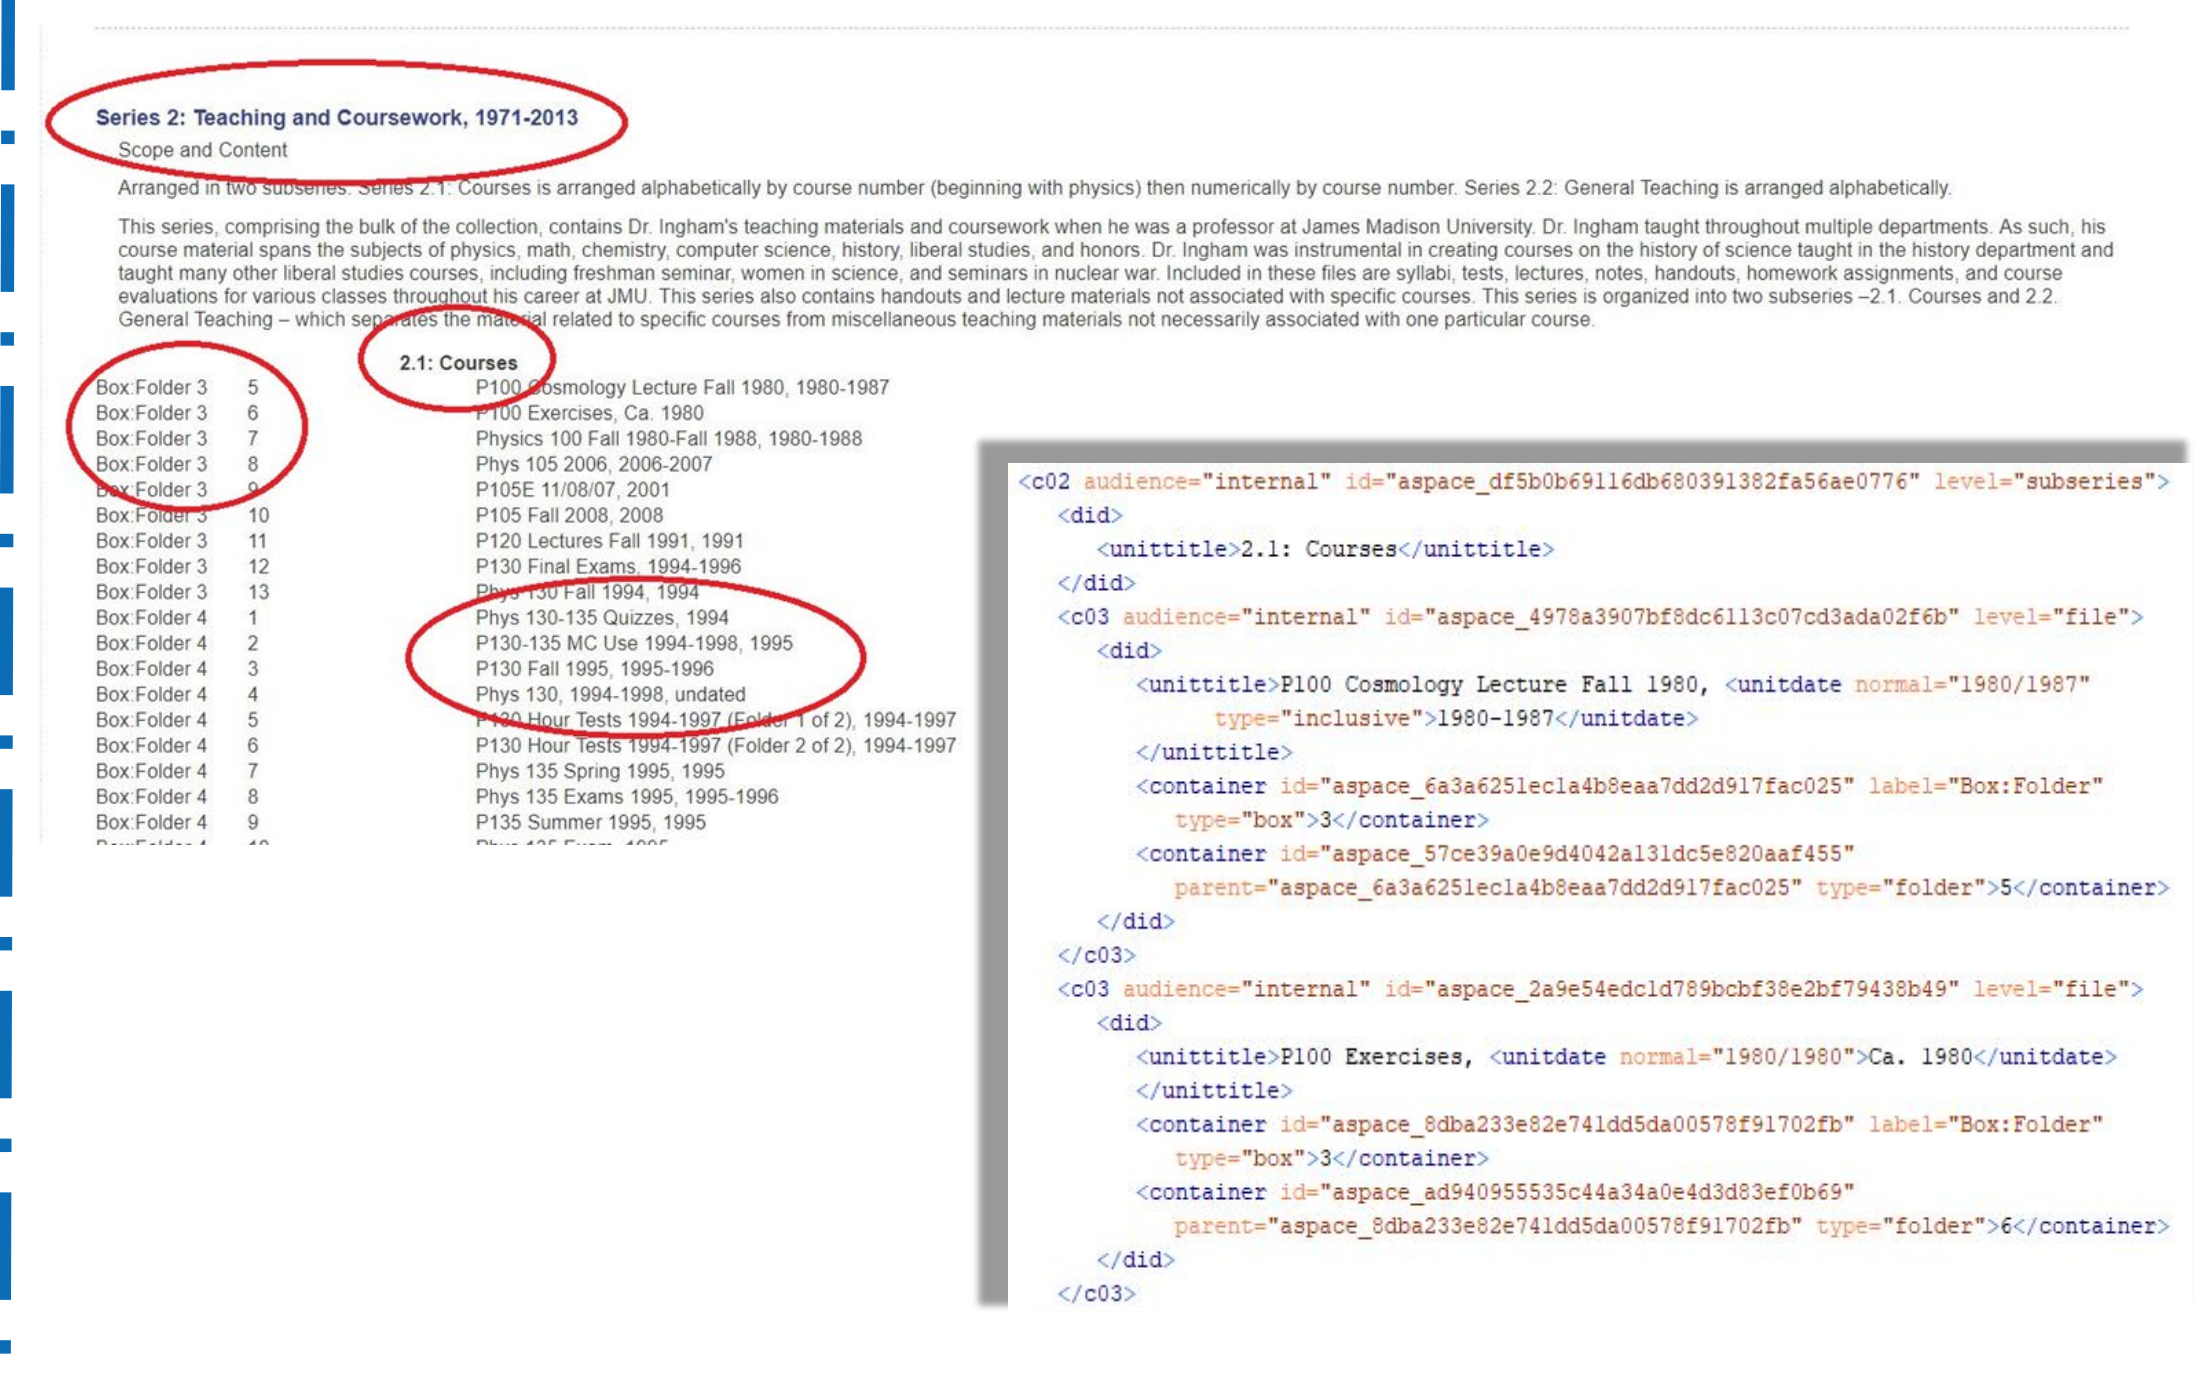 Series 2: Teaching and Coursework, 1971-2013
Scope and Content
Arranged in two subseries. Series 2.1: Courses is arranged alphabetically by course number (beginning with physics) then numerically by course number. Series 2.2: General Teaching is arranged alphabetically.
This series, comprising the bulk of the collection, contains Dr. Ingham's teaching materials and coursework when he was a professor at James Madison University. Dr. Ingham taught throughout multiple departments. As such, his
course material spans the subjects of physics, math, chemistry, computer science, history, liberal studies, and honors. Dr. Ingham was instrumental in creating courses on the history of science taught in the history department and
taught many other liberal studies courses, including freshman seminar, women in science, and seminars in nuclear war. Included in these files are syllabi, tests, lectures, notes, handouts, homework assignments, and course
evaluations for various classes throughout his career at JMU. This series also contains handouts and lecture materials not associated with specific courses. This series is organized into two subseries –2.1. Courses and 2.2.
General Teaching – which separates the material related to specific courses from miscellaneous teaching materials not necessarily associated with one particular course.
2.1: Courses
Box:Folder 3 5 P100 Cosmology Lecture Fall 1980, 1980-1987
Box:Folder 3 6 P100 Exercises, Ca. 1980
Box:Folder 3 7 Physics 100 Fall 1980-Fall 1988, 1980-1988
Box:Folder 3 8 Phys 105 2006, 2006-2007
Box:Folder 3 9 P105E 11/08/07, 2001
Box:Folder 3 10 P105 Fall 2008, 2008
Box:Folder 3 11 P120 Lectures Fall 1991, 1991
Box:Folder 3 12 P130 Final Exams, 1994-1996
Box:Folder 3 13 Phys 130 Fall 1994, 1994
Box:Folder 4 1 Phys 130-135 Quizzes, 1994
Box:Folder 4 2 P130-135 MC Use 1994-1998, 1995
Box:Folder 4 3 P130 Fall 1995, 1995-1996
Box:Folder 4 4 Phys 130, 1994-1998, undated
Box:Folder 4 5 P130 Hour Tests 1994-1997 (Folder 1 of 2), 1994-1997
Box:Folder 4 6 P130 Hour Tests 1994-1997 (Folder 2 of 2), 1994-1997
Box:Folder 4 7 Phys 135 Spring 1995, 1995
Box:Folder 4 8 Phys 135 Exams 1995, 1995-1996
Box:Folder 4 9 P135 Summer 1995, 1995
<c02 audience="internal" id="aspace_df5b0b69116db680391382fa56ae0776" level="subseries">
<did>
<unittitle>2.1: Courses</unittitle>
</did>
<c03 audience="internal" id="aspace_4978a3907bf8dc6113c07cd3ada02f6b" level="file">
<did>
<unittitle>P100 Cosmology Lecture Fall 1980, <unitdate normal="1980/1987"
type="inclusive">1980-1987</unitdate>
</unittitle>
<container id="aspace_6a3a6251ec1a4b8eaa7dd2d917fac025" label="Box:Folder"
type="box">3</container>
<container id="aspace_57ce39a0e9d4042a131dc5e820aaf455"
parent="aspace_6a3a6251ec1a4b8eaa7dd2d917fac025" type="folder">5</container>
</did>
</c03>
<c03 audience="internal" id="aspace_2a9e54edc1d789bcbf38e2bf79438b49" level="file">
<did>
<unittitle>P100 Exercises, <unitdate normal="1980/1980">Ca. 1980</unitdate>
</unittitle>
<container id="aspace_8dba233e82e741dd5da00578f91702fb" label="Box:Folder"
type="box">3</container>
<container id="aspace_ad940955535c44a34a0e4d3d83ef0b69"
parent="aspace_8dba233e82e741dd5da00578f91702fb" type="folder">6</container>
</did>
</c03>